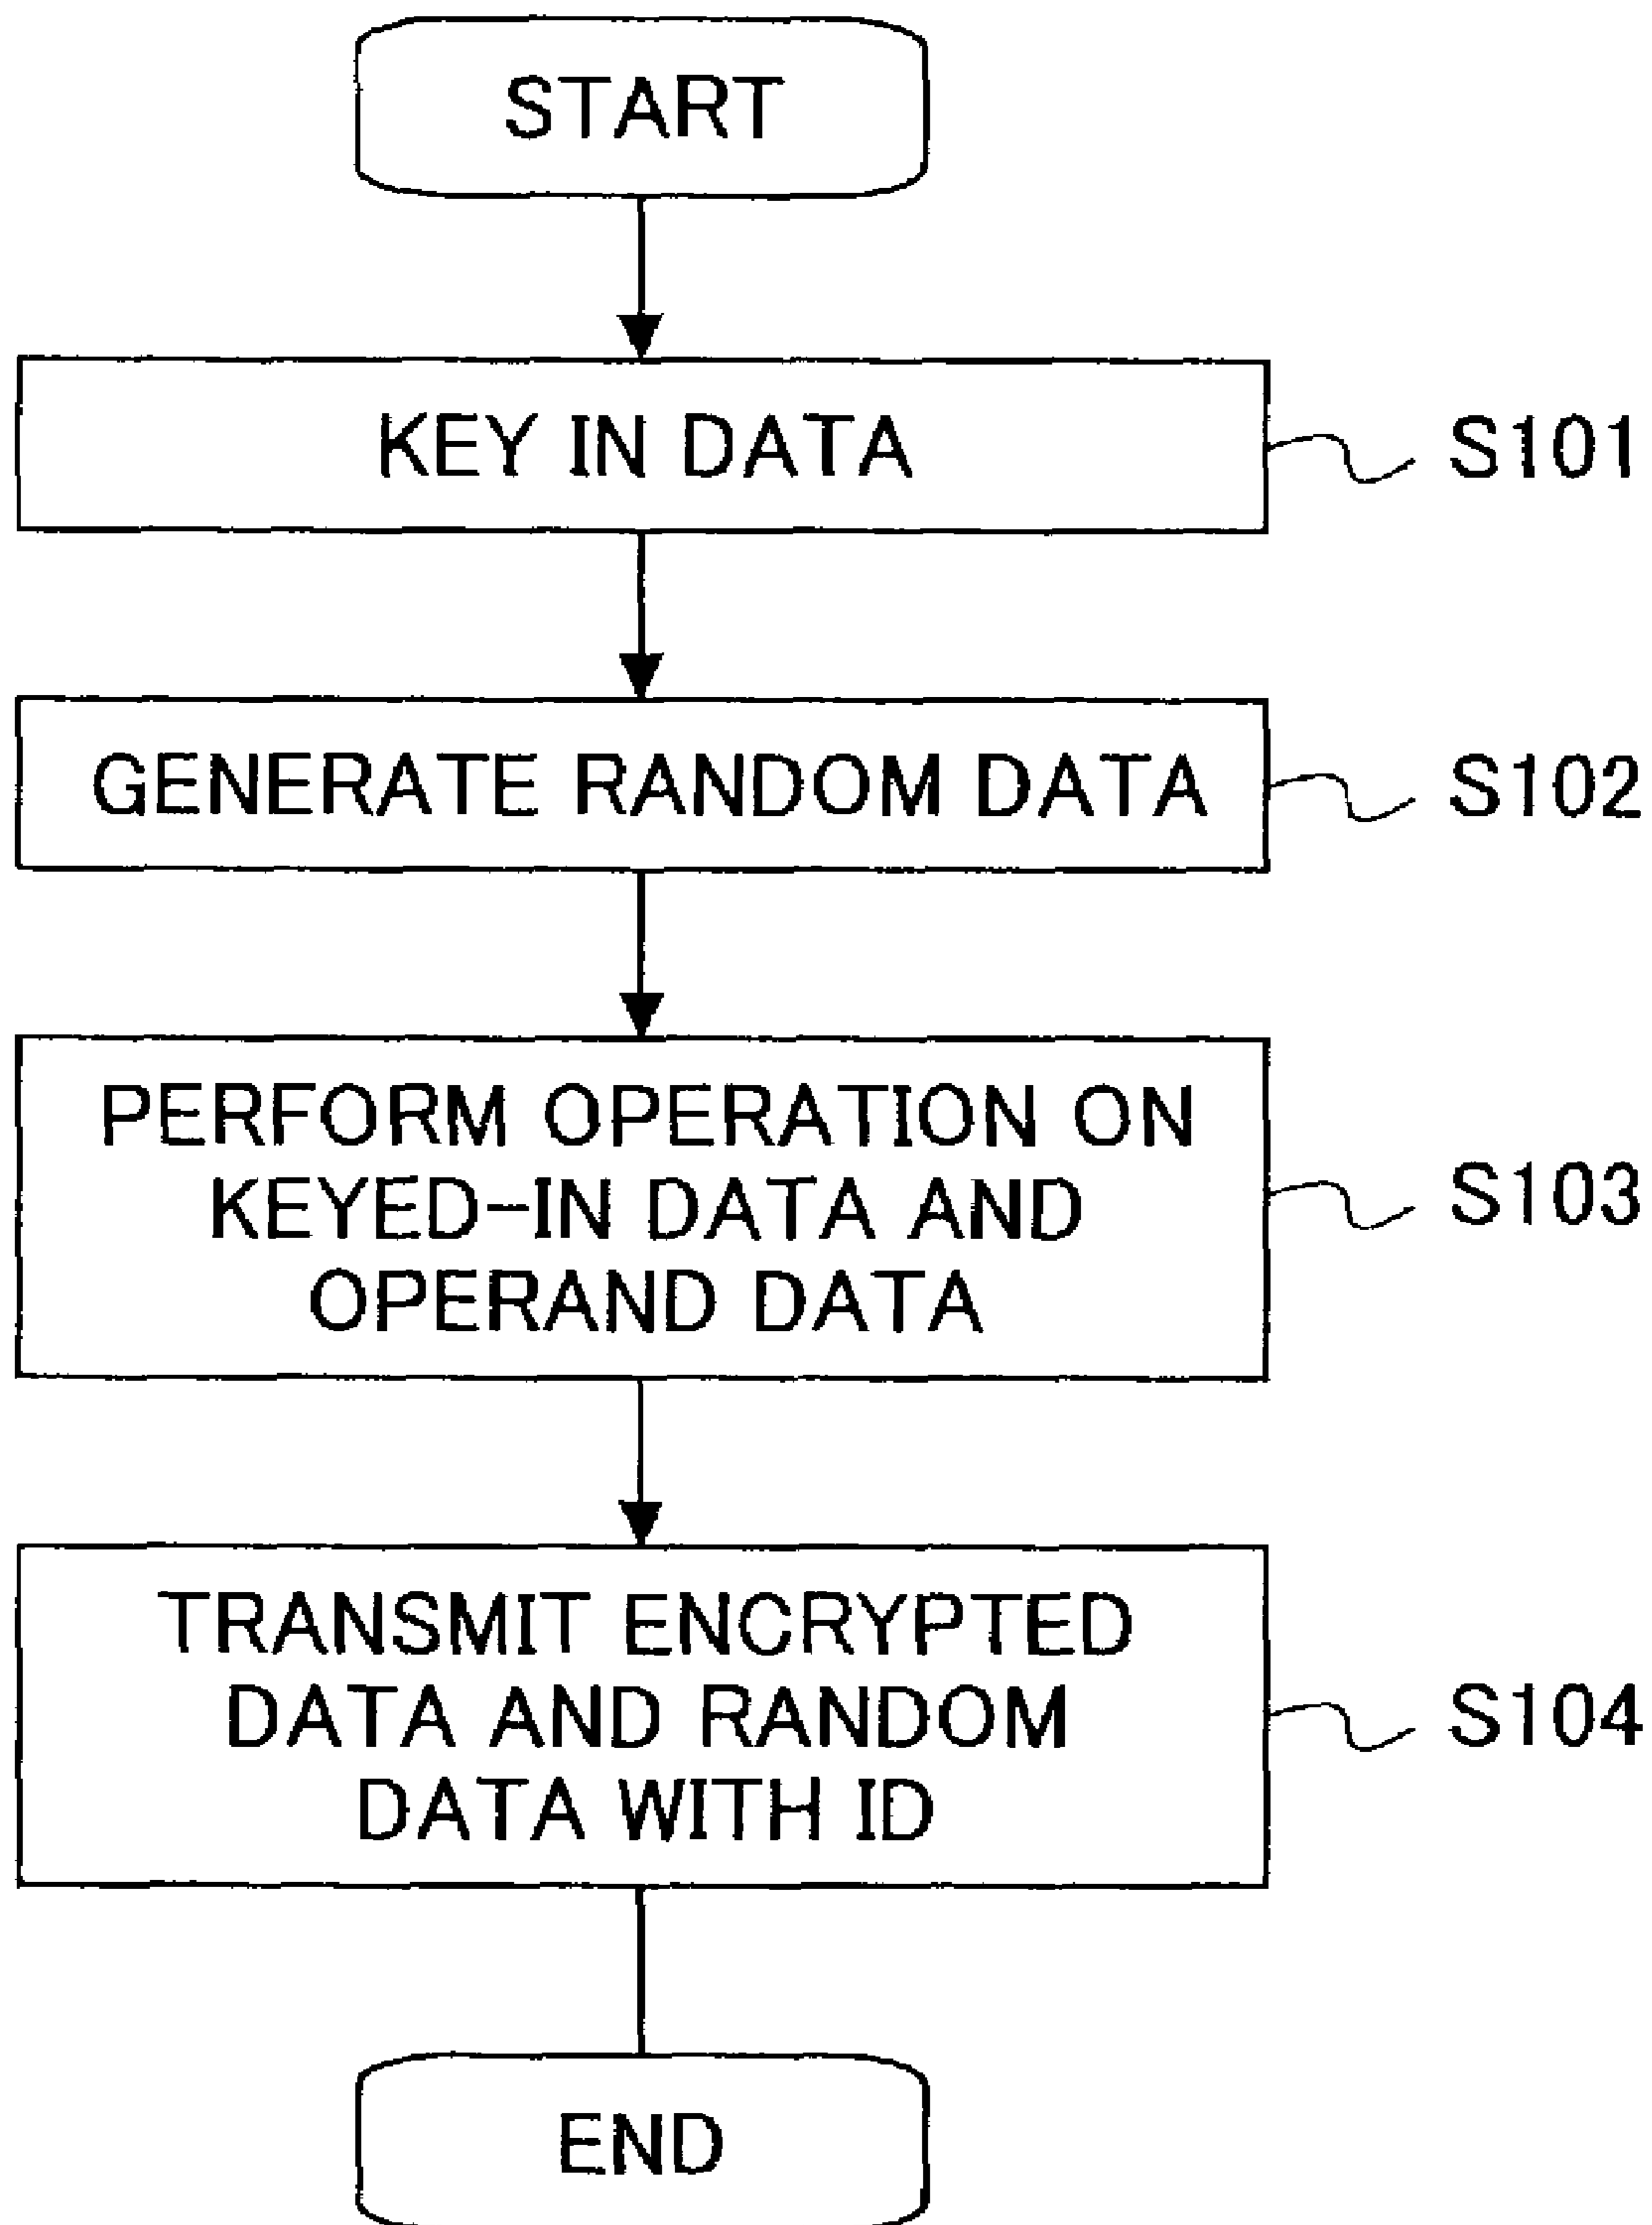 START
KEY IN DATA
S101
GENERATE RANDOM DATA
S102
PERFORM OPERATION ON
KEYED-IN DATA AND
OPERAND DATA
S103
TRANSMIT ENCRYPTED
DATA AND RANDOM
DATA WITH ID
S104
END